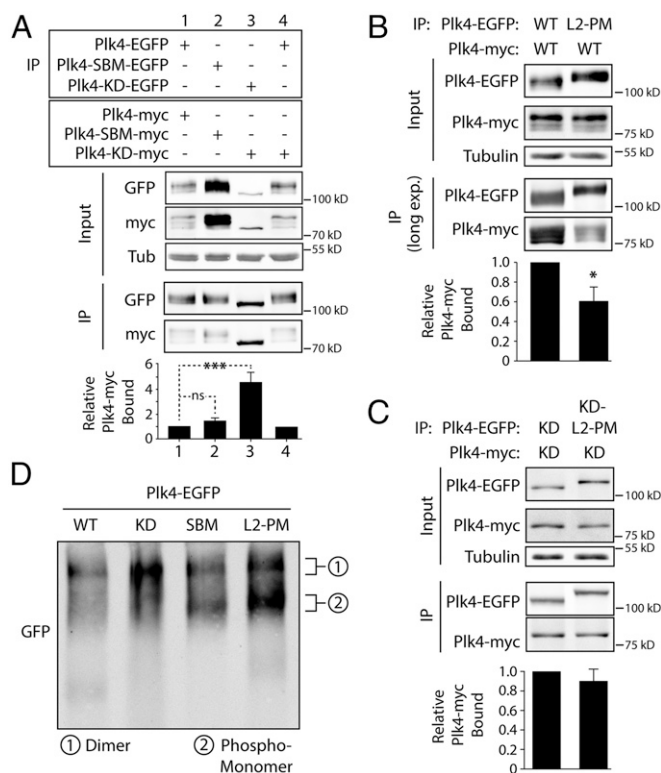 A
1 2 3 4
IP
Plk4-EGFP + - - +
Plk4-SBM-EGFP - + - -
Plk4-KD-EGFP - - + -
Plk4-myc + - - -
Plk4-SBM-myc - + - -
Plk4-KD-myc - - + +
Input
GFP
100 kD
myc
70 kD
55 kD
Tub
IP
GFP
100 kD
myc
70 kD
Relative
Plk4-myc
Bound
6
4
2
0
ns
***
1 2 3 4
B
IP: Plk4-EGFP: WT L2-PM
Plk4-myc: WT WT
Input
Plk4-EGFP
100 kD
Plk4-myc
75 kD
Tubulin
55 kD
IP
(long exp.)
Plk4-EGFP
100 kD
Plk4-myc
75 kD
Relative
Plk4-myc
Bound
1.0
0.8
0.6
0.4
0.2
0
*
C
KD-
IP: Plk4-EGFP: KD L2-PM
Plk4-myc: KD KD
Input
Plk4-EGFP
100 kD
Plk4-myc
75 kD
55 kD
Tubulin
IP
Plk4-EGFP
100 kD
Plk4-myc
75 kD
Relative
Plk4-myc
Bound
1.0
0.8
0.6
0.4
0.2
0
D
Plk4-EGFP
WT KD SBM L2-PM
1
2
GFP
1 Dimer
2 Phospho-
Monomer